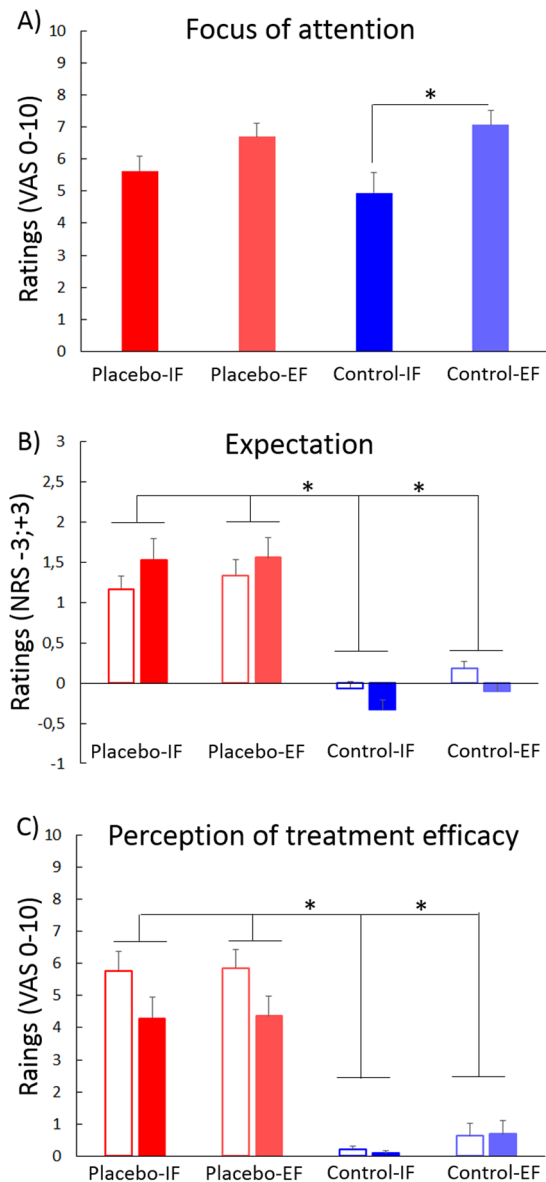 A)
Focus of attention
Ratings (VAS 0-10)
10
9
8
7
6
5
4
3
2
1
0
*
Placebo-IF Placebo-EF Control-IF Control-EF
B)
Expectation
Ratings (NRS -3;+3)
3
2,5
2
1,5
1
0,5
0
-0,5
-1
* *
Placebo-IF Placebo-EF Control-IF Control-EF
C)
Perception of treatment efficacy
Raings (VAS 0-10)
10
9
8
7
6
5
4
3
2
1
0
* *
Placebo-IF Placebo-EF Control-IF Control-EF